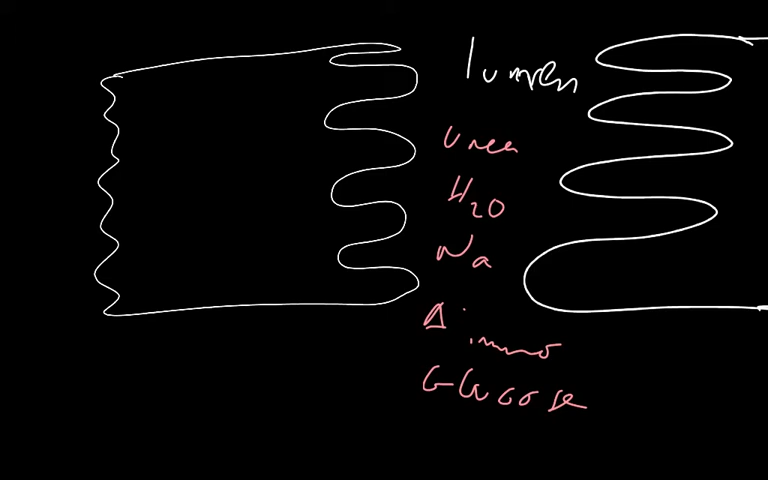 lumen
Urea
H2O
Na
Amino
Glucose